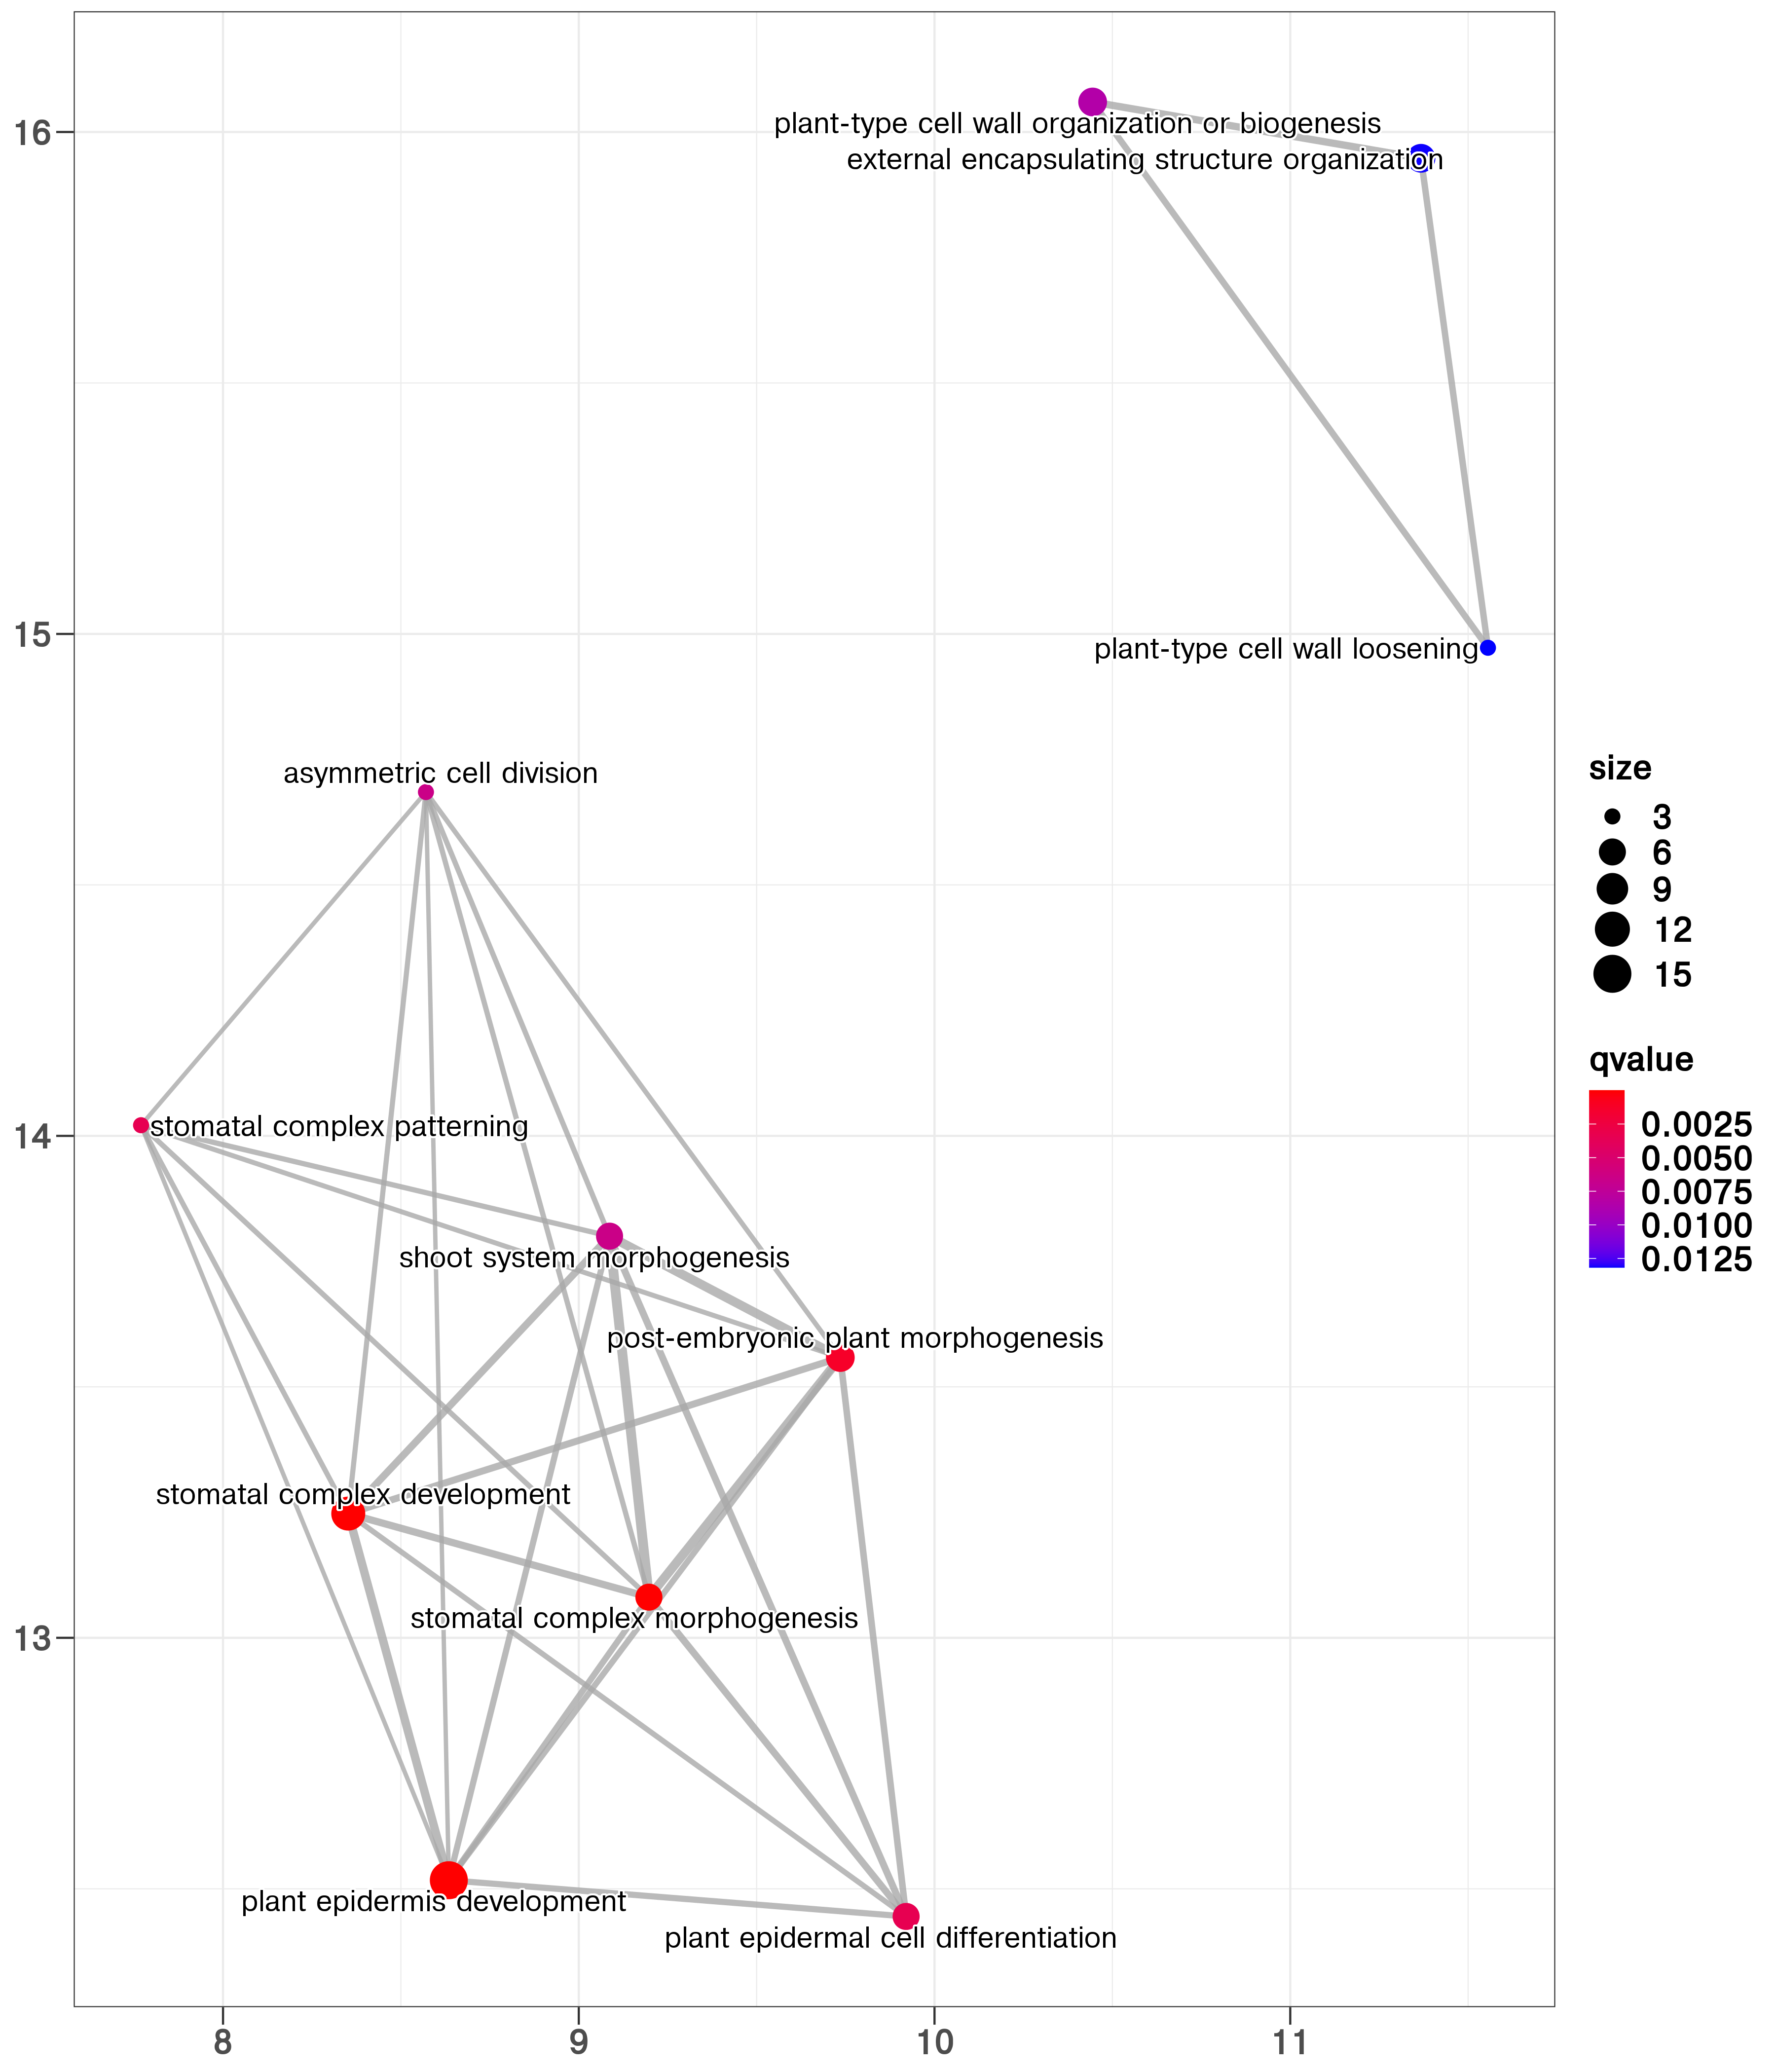 16
plant-type cell wall organization or biogenesis
external encapsulating structure organization
15
plant-type cell wall loosening
asymmetric cell division
14
stomatal complex patterning
shoot system morphogenesis
post-embryonic plant morphogenesis
stomatal complex development
stomatal complex morphogenesis
13
plant epidermis development
plant epidermal cell differentiation
8 9 10 11
size
3
6
9
12
15
qvalue
0.0025
0.0050
0.0075
0.0100
0.0125